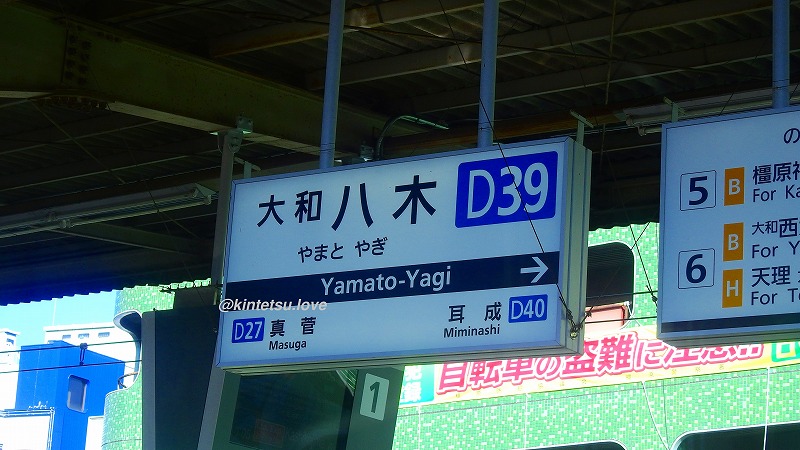 大和八木 D39
やまと やぎ
Yamato-Yagi →
D27 真菅
Masuga
耳成 D40
Miminashi
@kintetsu.love
1
の
5 B 橿原神
For Ka
6 B 大和西
For Y
H 天理
For T
自転車の盗難に注意